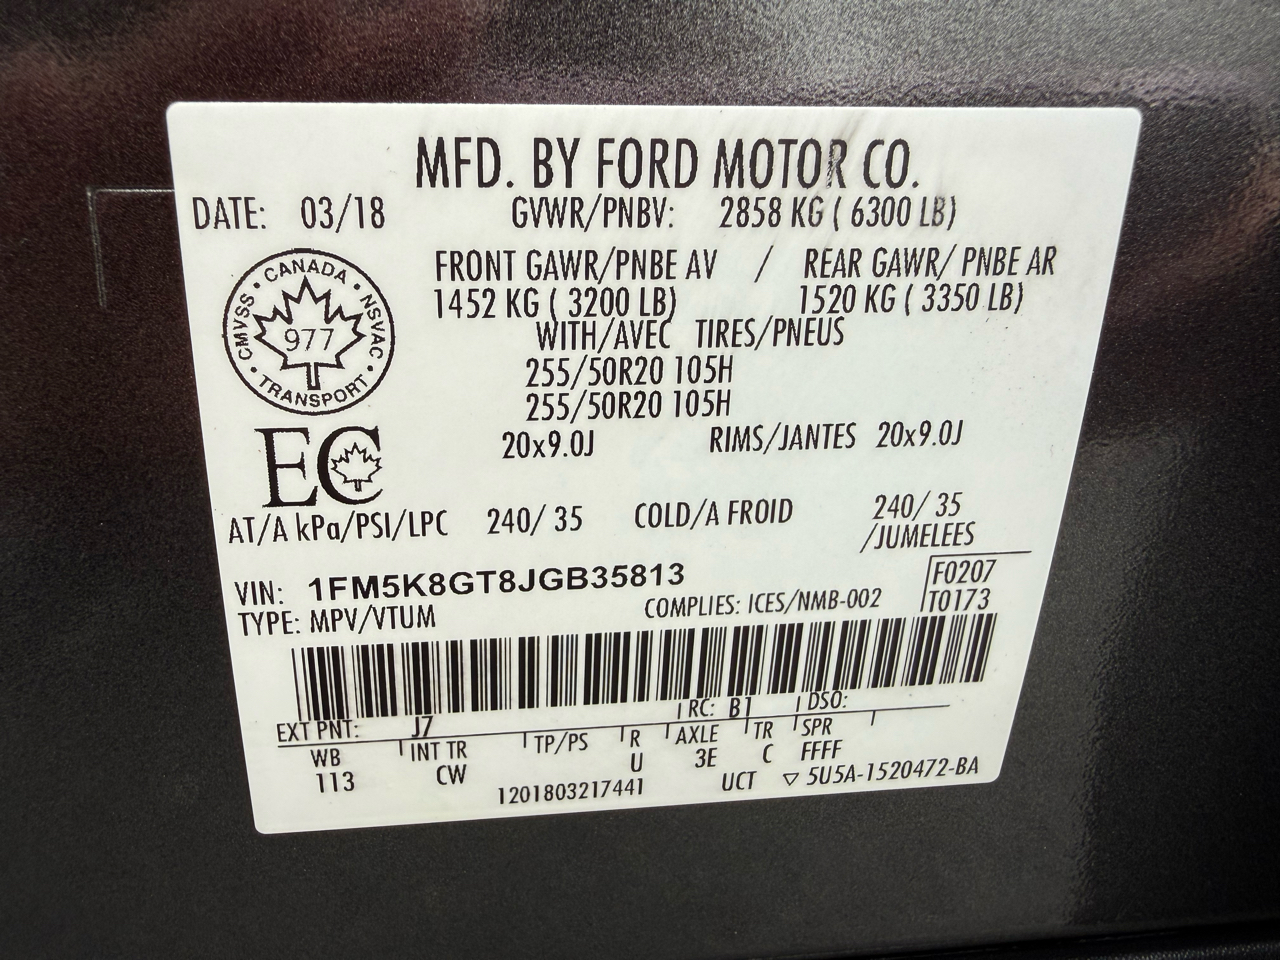 MFD. BY FORD MOTOR CO.
DATE: 03/18 GVWR/PNBV: 2858 KG ( 6300 LB)
FRONT GAWR/PNBE AV / REAR GAWR/ PNBE AR
1452 KG ( 3200 LB) 1520 KG ( 3350 LB)
WITH/AVEC TIRES/PNEUS
255/50R20 105H
255/50R20 105H
20x9.0J RIMS/JANTES 20x9.0J
CANADA • NSVAC • TRANSPORT • CMVSS •
977
EC
AT/A kPa/PSI/LPC 240/ 35 COLD/A FROID 240/ 35
/JUMELEES
VIN: 1FM5K8GT8JGB35813 F0207
TYPE: MPV/VTUM COMPLIES: ICES/NMB-002 T0173
EXT PNT: J7 RC: B1 DSO:
WB INT TR TP/PS R AXLE TR SPR
113 CW U 3E C FFFF
1201803217441 UCT ▽ 5U5A-1520472-BA